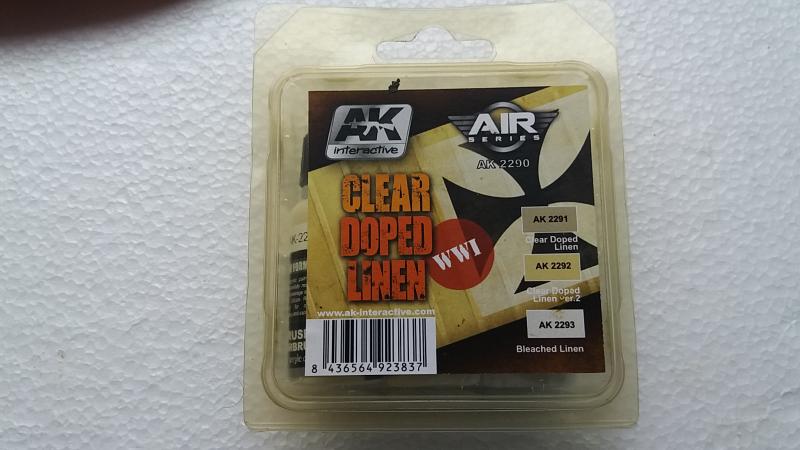 AK
interactive
AIR
SERIES
AK 2290
CLEAR
DOPED
LINEN
WWI
AK 2291
Clear Doped
Linen
AK 2292
Clear Doped
Linen Ver.2
AK 2293
Bleached Linen
www.ak-interactive.com
8 436564 923837